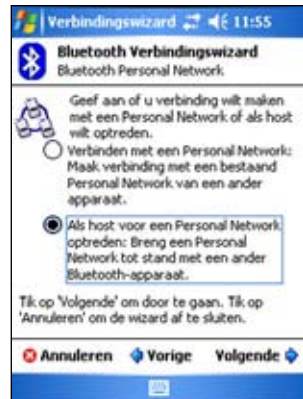 Verbindingswizard 11:55
Bluetooth Verbindingswizard
Bluetooth Personal Network
Geef aan of u verbinding wilt maken
met een Personal Network of als host
wilt optreden.
Verbinden met een Personal Network:
Maak verbinding met een bestaand
Personal Network van een ander
apparaat.
Als host voor een Personal Network
optreden: Breng een Personal
Network tot stand met een ander
Bluetooth-apparaat.
Tik op 'Volgende' om door te gaan. Tik op
'Annuleren' om de wizard af te sluiten.
Annuleren Vorige Volgende